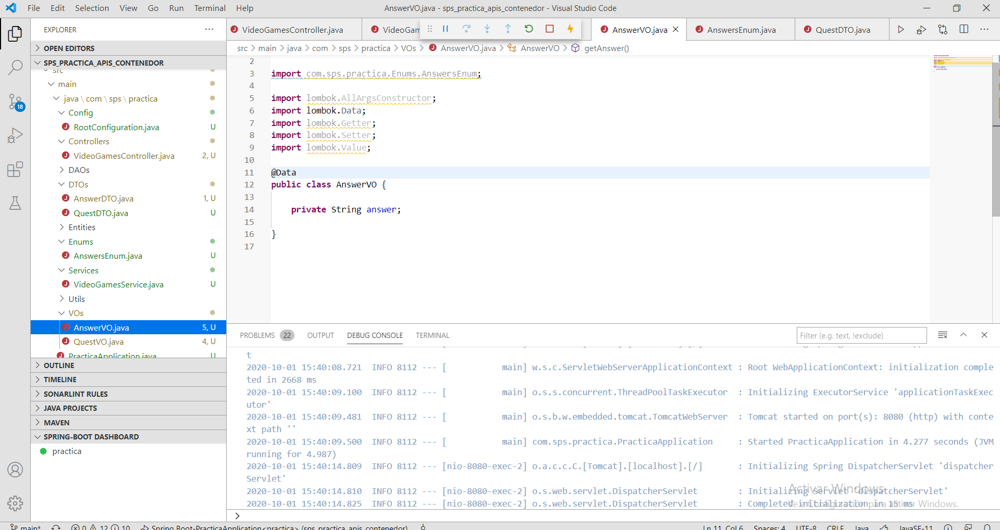 File Edit Selection View Go Run Terminal Help
AnswerVO.java - sps_practica_apis_contenedor - Visual Studio Code
EXPLORER
OPEN EDITORS
SPS_PRACTICA_APIS_CONTENEDOR
src
main
java \ com \ sps \ practica
Config
RootConfiguration.java U
Controllers
VideoGamesController.java 2, U
DAOs
DTOs
AnswerDTO.java 1, U
QuestDTO.java U
Entities
Enums
AnswersEnum.java U
Services
VideoGamesService.java U
Utils
VOs
AnswerVO.java 5, U
QuestVO.java 4, U
PracticaApplication.java U
OUTLINE
TIMELINE
SONARLINT RULES
JAVA PROJECTS
MAVEN
SPRING-BOOT DASHBOARD
practica
18
VideoGamesController.java
VideoGam
AnswerVO.java
AnswersEnum.java
QuestDTO.java
src > main > java > com > sps > practica > VOs > AnswerVO.java > AnswerVO > getAnswer()
2
3 import com.sps.practica.Enums.AnswersEnum;
4
5 import lombok.AllArgsConstructor;
6 import lombok.Data;
7 import lombok.Getter;
8 import lombok.Setter;
9 import lombok.Value;
10
11 @Data
12 public class AnswerVO {
13
14 private String answer;
15
16 }
17
PROBLEMS 22 OUTPUT DEBUG CONSOLE TERMINAL
Filter (e.g. text, !exclude)
t
2020-10-01 15:40:08.721 INFO 8112 --- [ main] w.s.c.ServletWebServerApplicationContext : Root WebApplicationContext: initialization comple
ted in 2668 ms
2020-10-01 15:40:09.100 INFO 8112 --- [ main] o.s.s.concurrent.ThreadPoolTaskExecutor : Initializing ExecutorService 'applicationTaskExec
utor'
2020-10-01 15:40:09.481 INFO 8112 --- [ main] o.s.b.w.embedded.tomcat.TomcatWebServer : Tomcat started on port(s): 8080 (http) with conte
xt path ''
2020-10-01 15:40:09.500 INFO 8112 --- [ main] com.sps.practica.PracticaApplication : Started PracticaApplication in 4.277 seconds (JVM
running for 4.987)
2020-10-01 15:40:14.809 INFO 8112 --- [nio-8080-exec-2] o.a.c.c.C.[Tomcat].[localhost].[/] : Initializing Spring DispatcherServlet 'dispatcher
Servlet'
2020-10-01 15:40:14.810 INFO 8112 --- [nio-8080-exec-2] o.s.web.servlet.DispatcherServlet : Initializing Servlet 'dispatcherServlet'
2020-10-01 15:40:14.825 INFO 8112 --- [nio-8080-exec-2] o.s.web.servlet.DispatcherServlet : Completed initialization in 15 ms
Activar Windows
Ve a Configuración para activar Windows.
main* 0 12 10 Spring Boot-PracticaApplication<practica> (sps_practica_apis_contenedor) Ln 11, Col 6 Spaces: 4 UTF-8 CRLF Java JavaSE-11